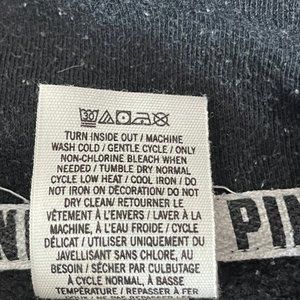 30
TURN INSIDE OUT / MACHINE
WASH COLD / GENTLE CYCLE / ONLY
NON-CHLORINE BLEACH WHEN
NEEDED / TUMBLE DRY NORMAL
CYCLE LOW HEAT / COOL IRON / DO
NOT IRON ON DECORATION / DO NOT
DRY CLEAN / RETOURNER LE
VÊTEMENT À L'ENVERS / LAVER À LA
MACHINE, À L'EAU FROIDE / CYCLE
DÉLICAT / UTILISER UNIQUEMENT DU
JAVELLISANT SANS CHLORE, AU
BESOIN / SÉCHER PAR CULBUTAGE
À CYCLE NORMAL, À BASSE
TEMPÉRATURE / REPASSER À FER